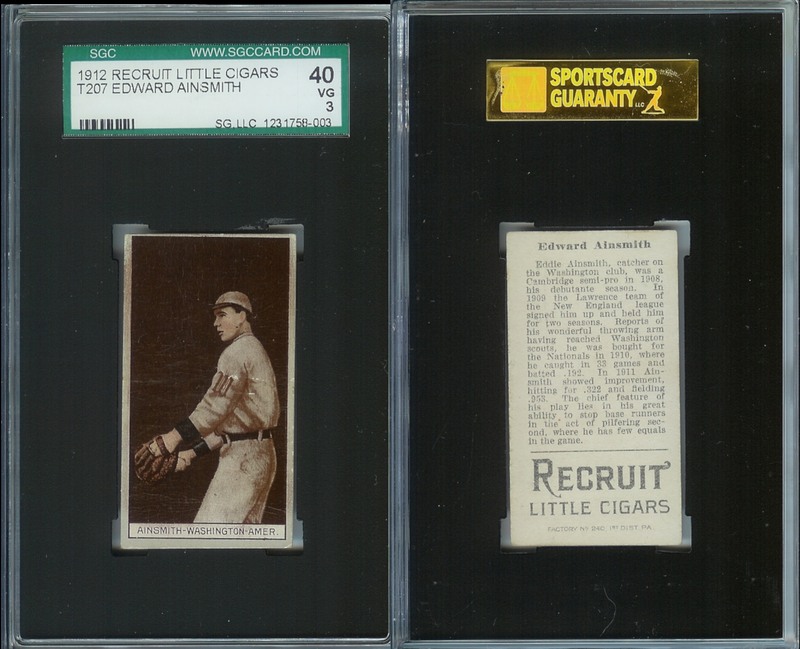 SGC WWW.SGCCARD.COM
1912 RECRUIT LITTLE CIGARS 40
T207 EDWARD AINSMITH VG
3
SG.LLC 1231758-003
AINSMITH-WASHINGTON-AMER.
SPORTSCARD
GUARANTY LLC
Edward Ainsmith
Eddie Ainsmith, catcher on
the Washington club, was a
Cambridge semi-pro in 1908,
his debutante season. In
1909 the Lawrence team of
the New England league
signed him up and held him
for two seasons. Reports of
his wonderful throwing arm
having reached Washington
scouts, he was bought for
the Nationals in 1910, where
he caught in 33 games and
batted .192. In 1911 Ain-
smith showed improvement,
hitting for .322 and fielding
.953. The chief feature of
his play lies in his great
ability to stop base runners
in the act of pilfering sec-
ond, where he has few equals
in the game.
RECRUIT
LITTLE CIGARS
FACTORY No 240, 1ST DIST. PA.